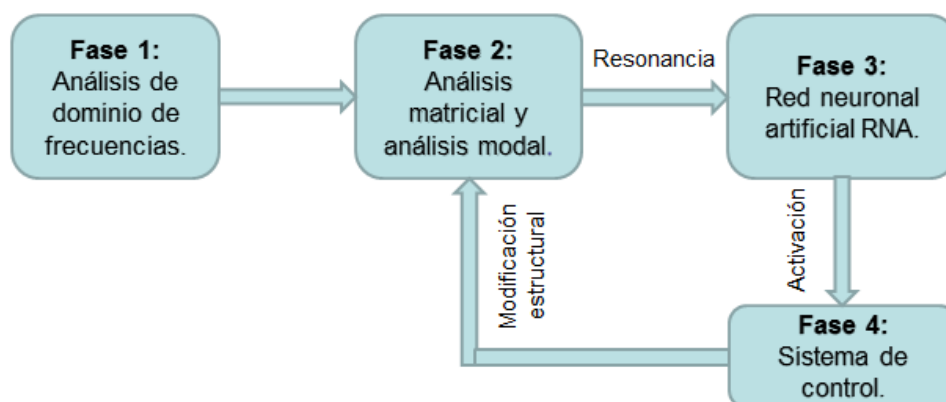 Fase 1:
Análisis de
dominio de
frecuencias.
Fase 2:
Análisis
matricial y
análisis modal.
Resonancia
Fase 3:
Red neuronal
artificial RNA.
Activación
Fase 4:
Sistema de
control.
Modificación
estructural